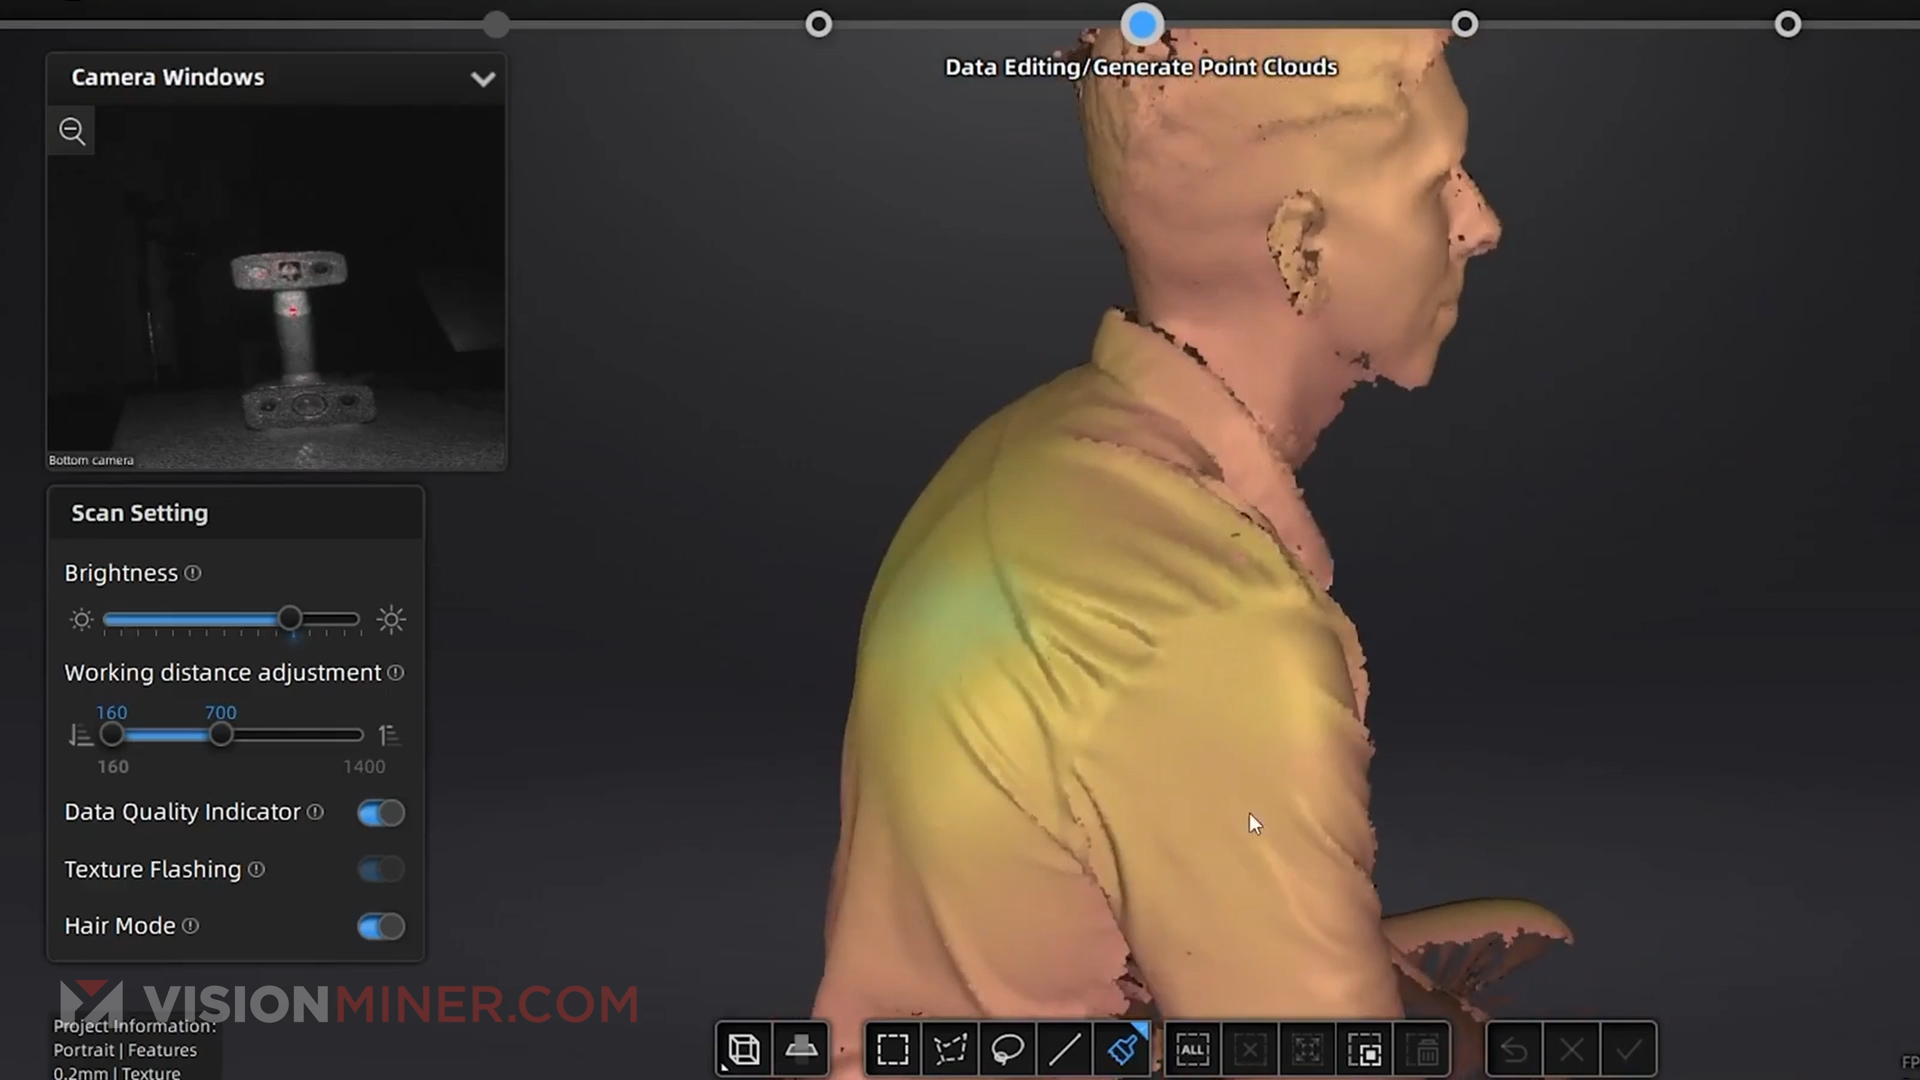 Data Editing/Generate Point Clouds
Camera Windows
Bottom camera
Scan Setting
Brightness
Working distance adjustment
160 700
160 1400
Data Quality Indicator
Texture Flashing
Hair Mode
VISIONMINER.COM
Project Information:
Portrait | Features
0.2mm | Texture
ALL
FP